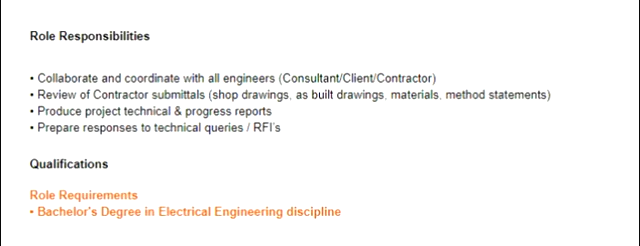 Role Responsibilities
• Collaborate and coordinate with all engineers (Consultant/Client/Contractor)
• Review of Contractor submittals (shop drawings, as built drawings, materials, method statements)
• Produce project technical & progress reports
• Prepare responses to technical queries / RFI's
Qualifications
Role Requirements
• Bachelor's Degree in Electrical Engineering discipline